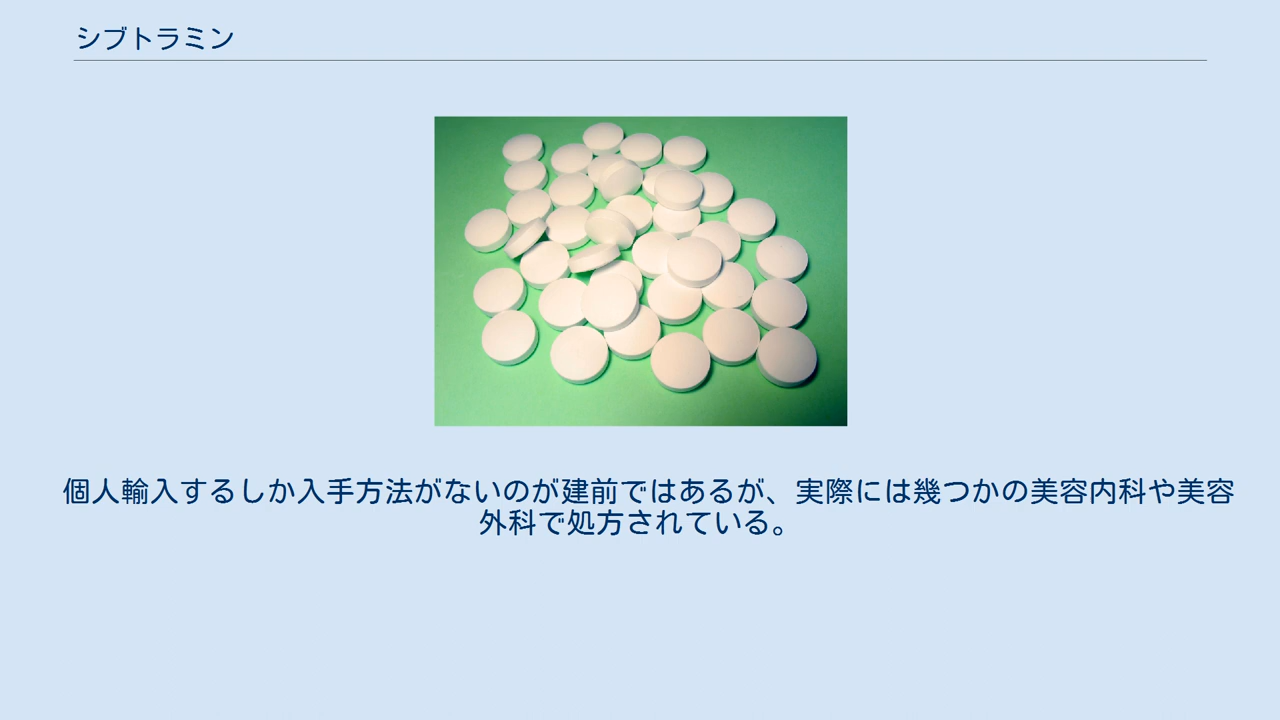 シブトラミン
個人輸入するしか入手方法がないのが建前ではあるが、実際には幾つかの美容内科や美容
外科で処方されている。